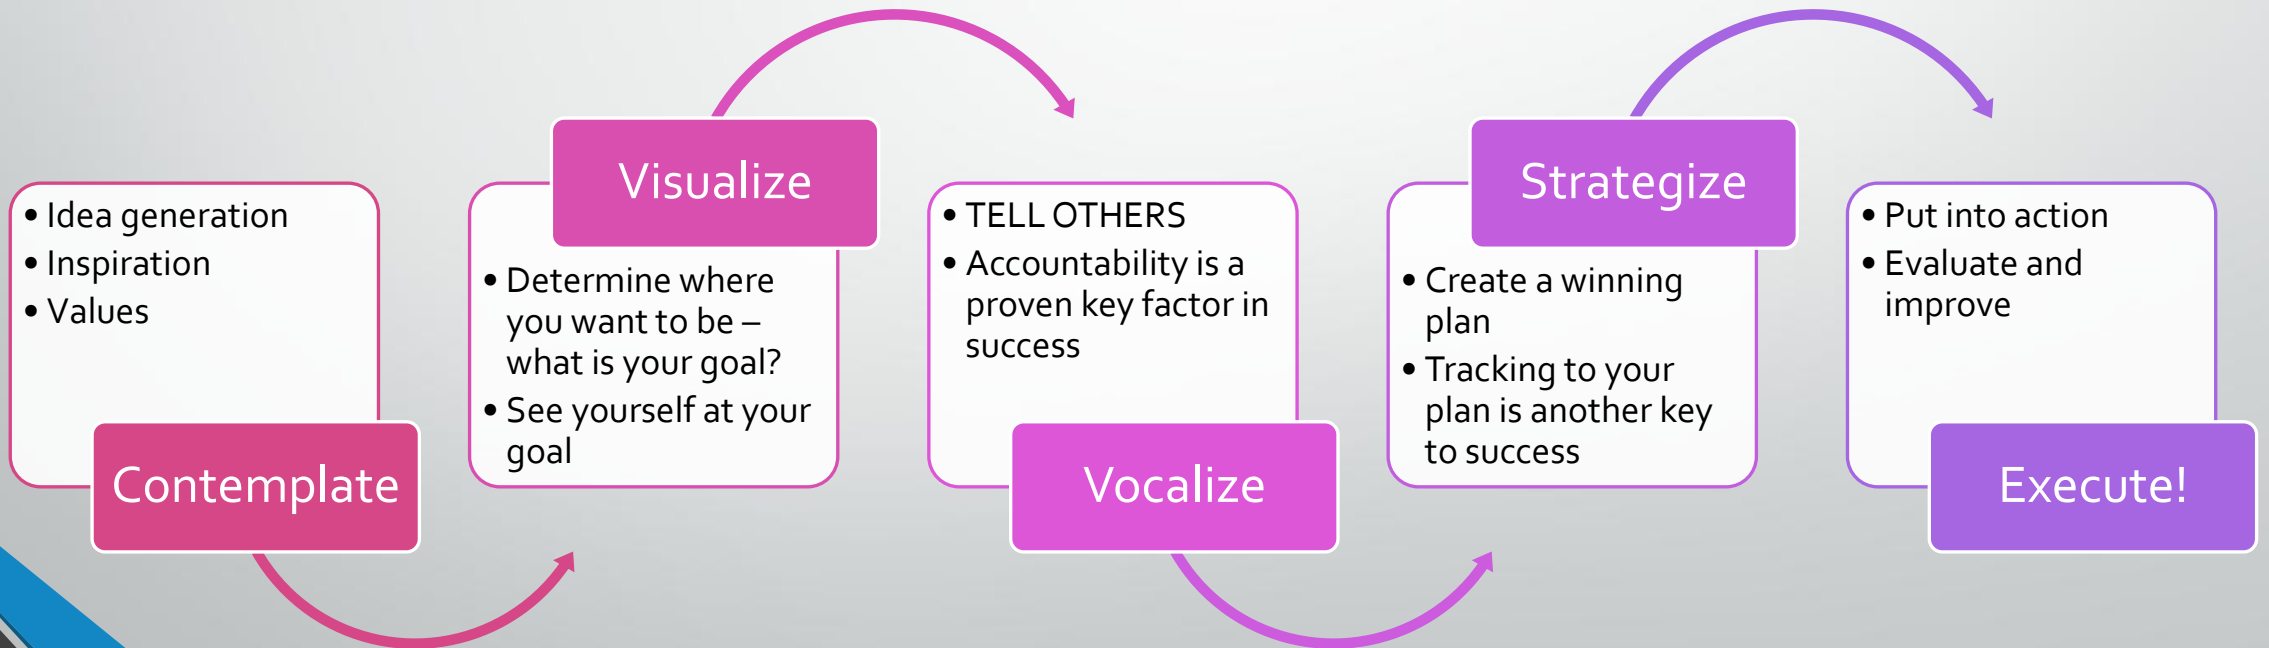 • Idea generation
• Inspiration
• Values
Contemplate
Visualize
• Determine where
you want to be –
what is your goal?
• See yourself at your
goal
• TELL OTHERS
• Accountability is a
proven key factor in
success
Vocalize
Strategize
• Create a winning
plan
• Tracking to your
plan is another key
to success
• Put into action
• Evaluate and
improve
Execute!